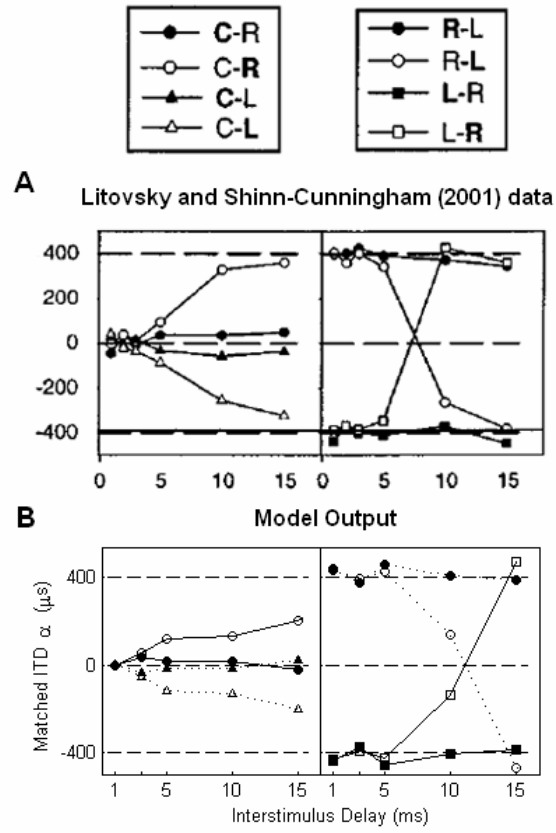 C-R
C-R
C-L
C-L
R-L
R-L
L-R
L-R
A
Litovsky and Shinn-Cunningham (2001) data
400
200
0
-200
-400
0 5 10 15 0 5 10 15
B
Model Output
Matched ITD α (μs)
400
0
-400
1 5 10 15 1 5 10 15
Interstimulus Delay (ms)